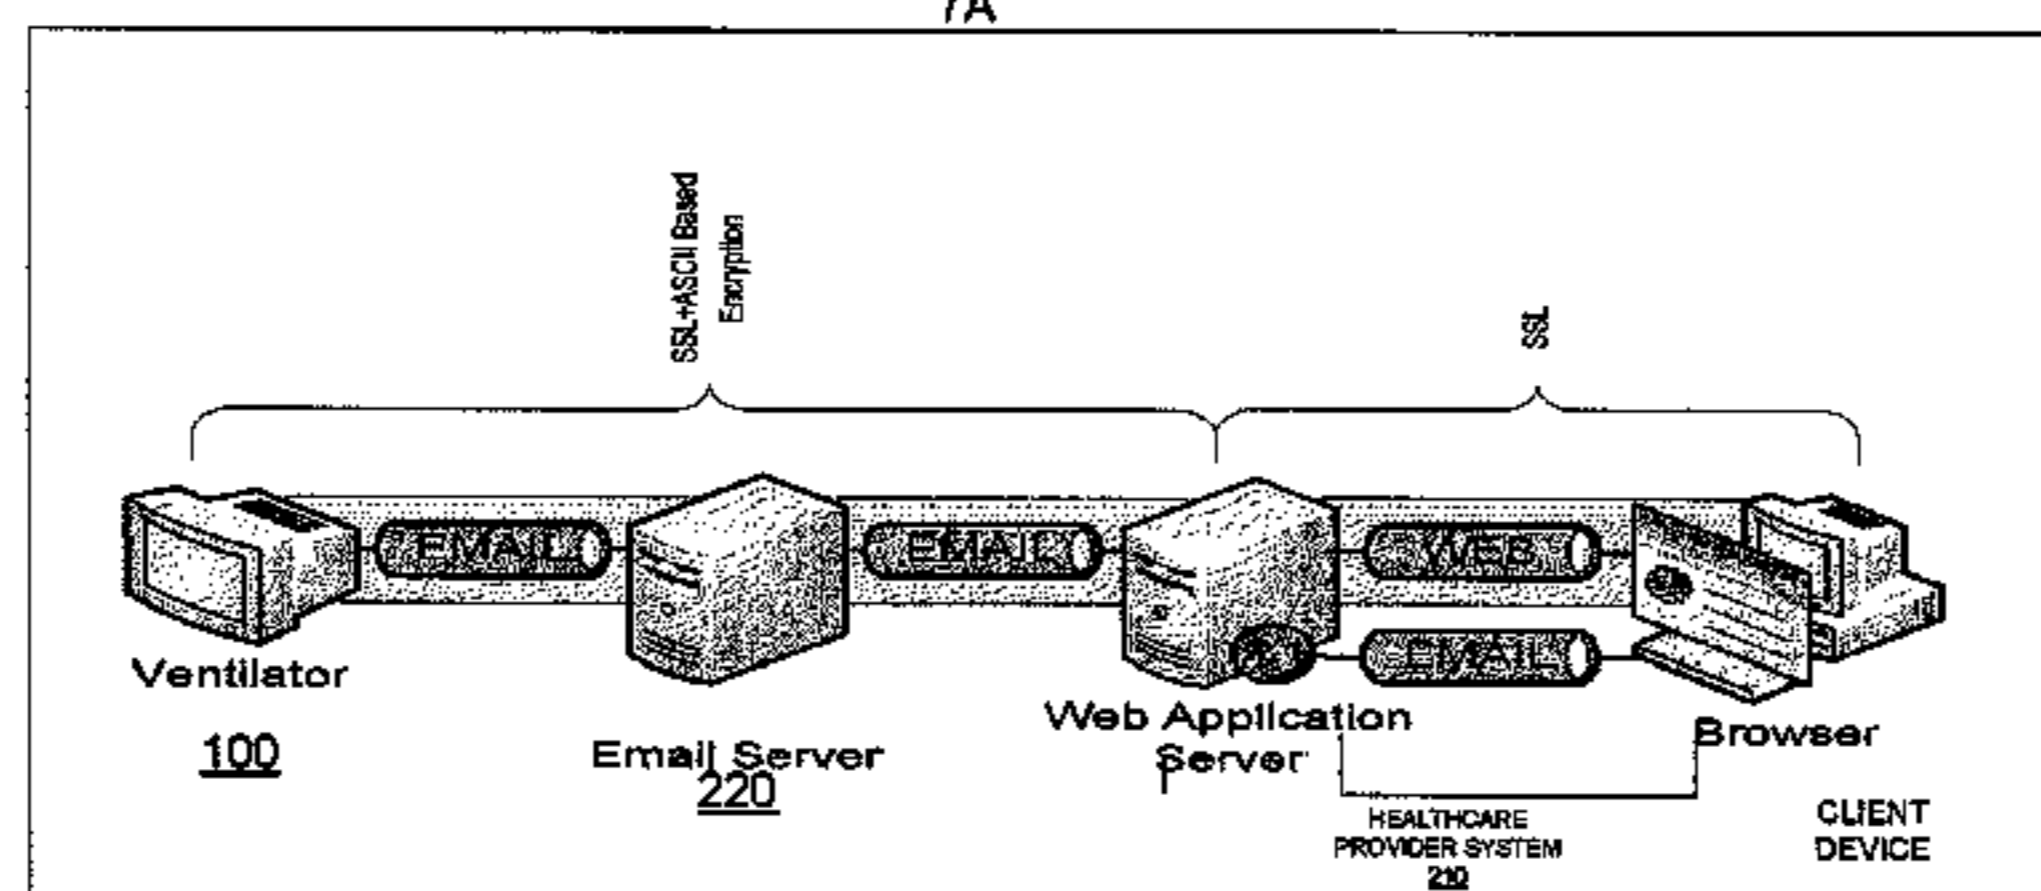 7A
SSL+ASCII Based
Encryption
SSL
EMAIL
EMAIL
WEB
EMAIL
Ventilator
100
Email Server
220
Web Application
Server
Browser
HEALTHCARE
PROVIDER SYSTEM
210
CLIENT
DEVICE